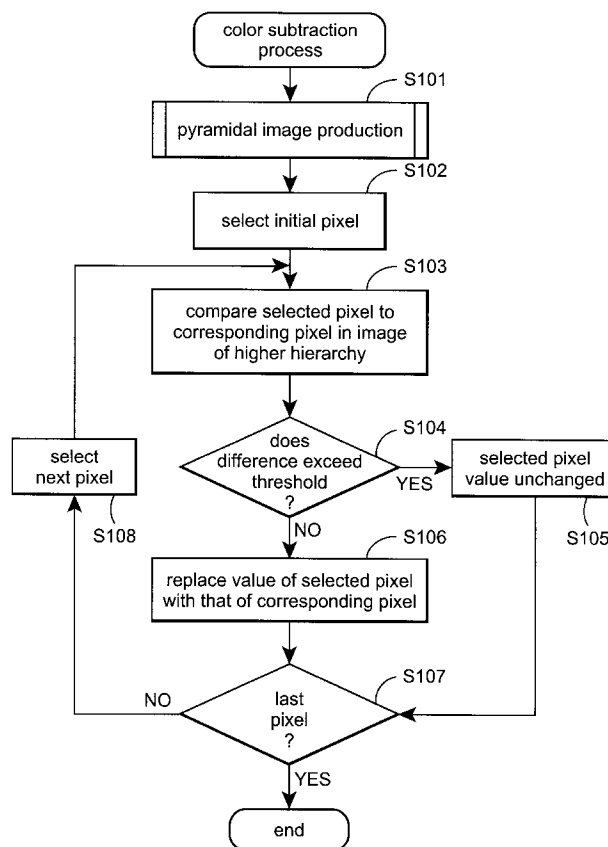 color subtraction
process
S101
pyramidal image production
S102
select initial pixel
S103
compare selected pixel to
corresponding pixel in image
of higher hierarchy
S104
does
difference exceed
threshold
?
YES
NO
selected pixel
value unchanged
S105
select
next pixel
S108
S106
replace value of selected pixel
with that of corresponding pixel
S107
last
pixel
?
NO
YES
end